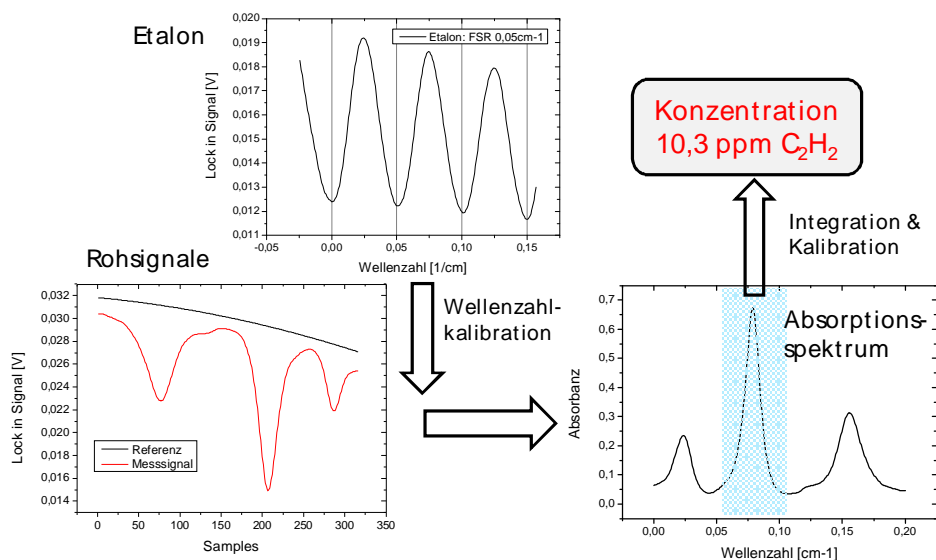 Etalon
Lock in Signal [V]
0,020
0,019
0,018
0,017
0,016
0,015
0,014
0,013
0,012
0,011
Etalon: FSR 0,05cm-1
-0,05
0,00
0,05
0,10
0,15
Wellenzahl [1/cm]
Konzentration
10,3 ppm C₂H₂
Integration &
Kalibration
Rohsignale
Wellenzahl-
kalibration
Lock in Signal [V]
0,032
0,030
0,028
0,026
0,024
0,022
0,020
0,018
0,016
0,014
Referenz
Messsignal
0
50
100
150
200
250
300
350
Samples
Absorptions-
spektrum
Absorbanz
0,7
0,6
0,5
0,4
0,3
0,2
0,1
0,0
0,00
0,05
0,10
0,15
0,20
Wellenzahl [cm-1]